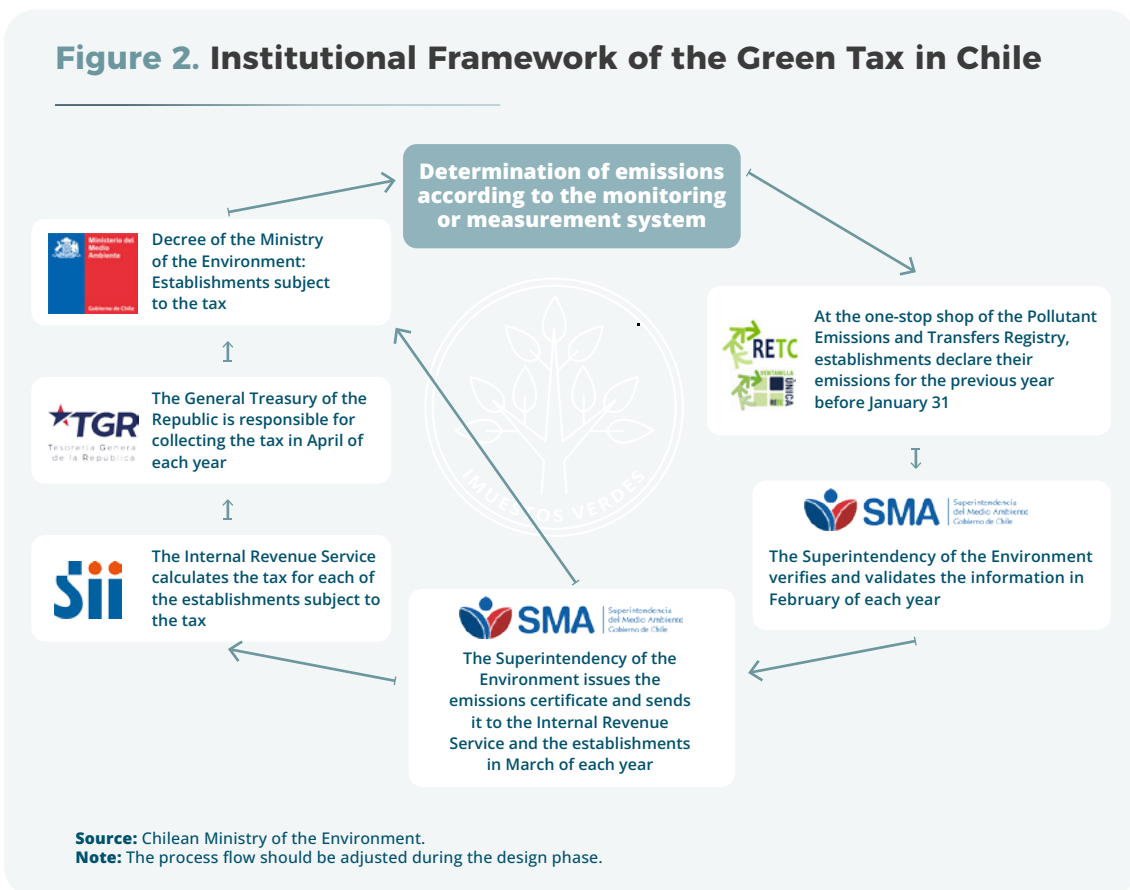 Figure 2. Institutional Framework of the Green Tax in Chile
Determination of emissions
according to the monitoring
or measurement system
Ministerio del
Medio
Ambiente
Gobierno de Chile
Decree of the Ministry
of the Environment:
Establishments subject
to the tax
RETC
VENTANILLA
ÚNICA
RETC
At the one-stop shop of the Pollutant
Emissions and Transfers Registry,
establishments declare their
emissions for the previous year
before January 31
TGR
Tesorería Genera
de la República
The General Treasury of the
Republic is responsible for
collecting the tax in April of
each year
IMUESTOS VERDES
SMA
Superintendencia
del Medio Ambiente
Gobierno de Chile
The Superintendency of the Environment
verifies and validates the information in
February of each year
Sii
The Internal Revenue Service
calculates the tax for each of
the establishments subject to
the tax
SMA
Superintendencia
del Medio Ambiente
Gobierno de Chile
The Superintendency of the
Environment issues the
emissions certificate and sends
it to the Internal Revenue
Service and the establishments
in March of each year
Source: Chilean Ministry of the Environment.
Note: The process flow should be adjusted during the design phase.